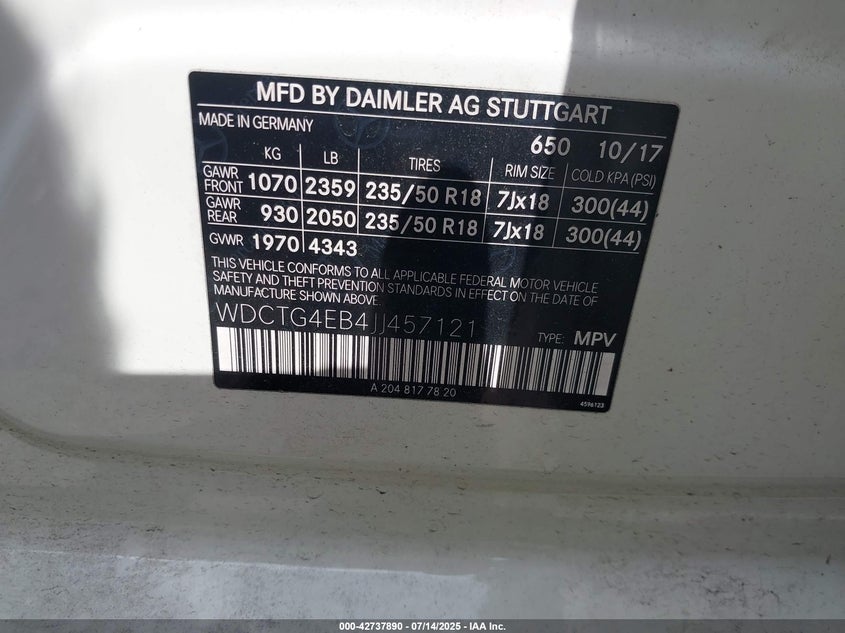 MFD BY DAIMLER AG STUTTGART
MADE IN GERMANY 650 10/17
KG LB TIRES RIM SIZE COLD KPA (PSI)
GAWR FRONT 1070 2359 235/50 R18 7Jx18 300(44)
GAWR REAR 930 2050 235/50 R18 7Jx18 300(44)
GVWR 1970 4343
THIS VEHICLE CONFORMS TO ALL APPLICABLE FEDERAL MOTOR VEHICLE
SAFETY AND THEFT PREVENTION STANDARDS IN EFFECT ON THE DATE OF
MANUFACTURE SHOWN ABOVE.
WDCTG4EB4JJ457121 TYPE: MPV
A 204 817 78 20
4596123
000-42737890 - 07/14/2025 - IAA Inc.